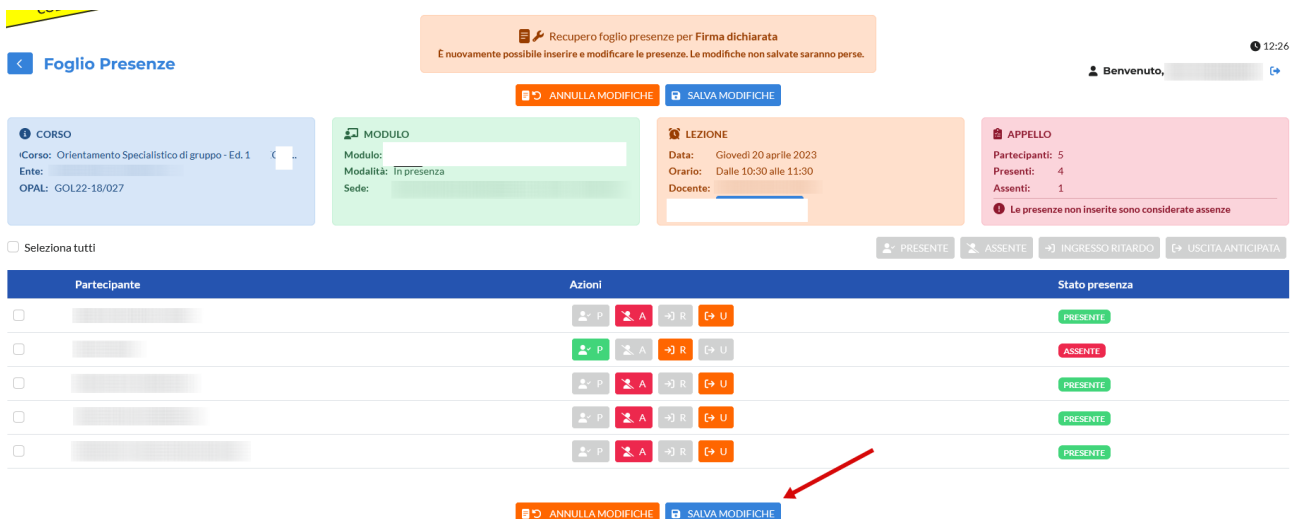 Recupero foglio presenze per Firma dichiarata
È nuovamente possibile inserire e modificare le presenze. Le modifiche non salvate saranno perse.
12:26
Foglio Presenze
Benvenuto,
ANNULLA MODIFICHE SALVA MODIFICHE
CORSO
Corso: Orientamento Specialistico di gruppo - Ed. 1
Ente:
OPAL: GOL22-18/027
MODULO
Modulo:
Modalità: In presenza
Sede:
LEZIONE
Data: Giovedì 20 aprile 2023
Orario: Dalle 10:30 alle 11:30
Docente:
APPELLO
Partecipanti: 5
Presenti: 4
Assenti: 1
Le presenze non inserite sono considerate assenze
Seleziona tutti
PRESENTE ASSENTE INGRESSO RITARDO USCITA ANTICIPATA
Partecipante Azioni Stato presenza
P A R U PRESENTE
P A R U ASSENTE
P A R U PRESENTE
P A R U PRESENTE
P A R U PRESENTE
ANNULLA MODIFICHE SALVA MODIFICHE